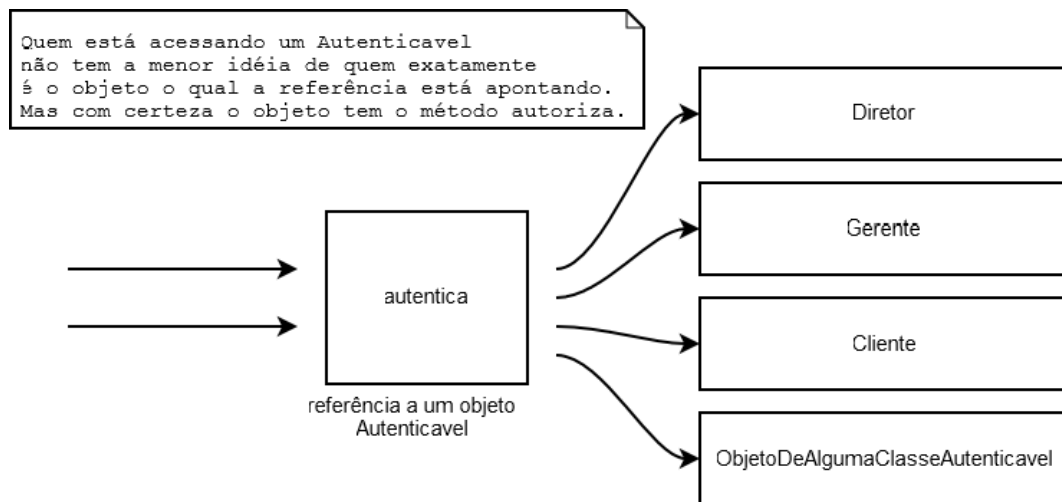 Quem está acessando um Autenticavel
não tem a menor idéia de quem exatamente
é o objeto o qual a referência está apontando.
Mas com certeza o objeto tem o método autoriza.
Diretor
Gerente
autentica
Cliente
referência a um objeto
Autenticavel
ObjetoDeAlgumaClasseAutenticavel